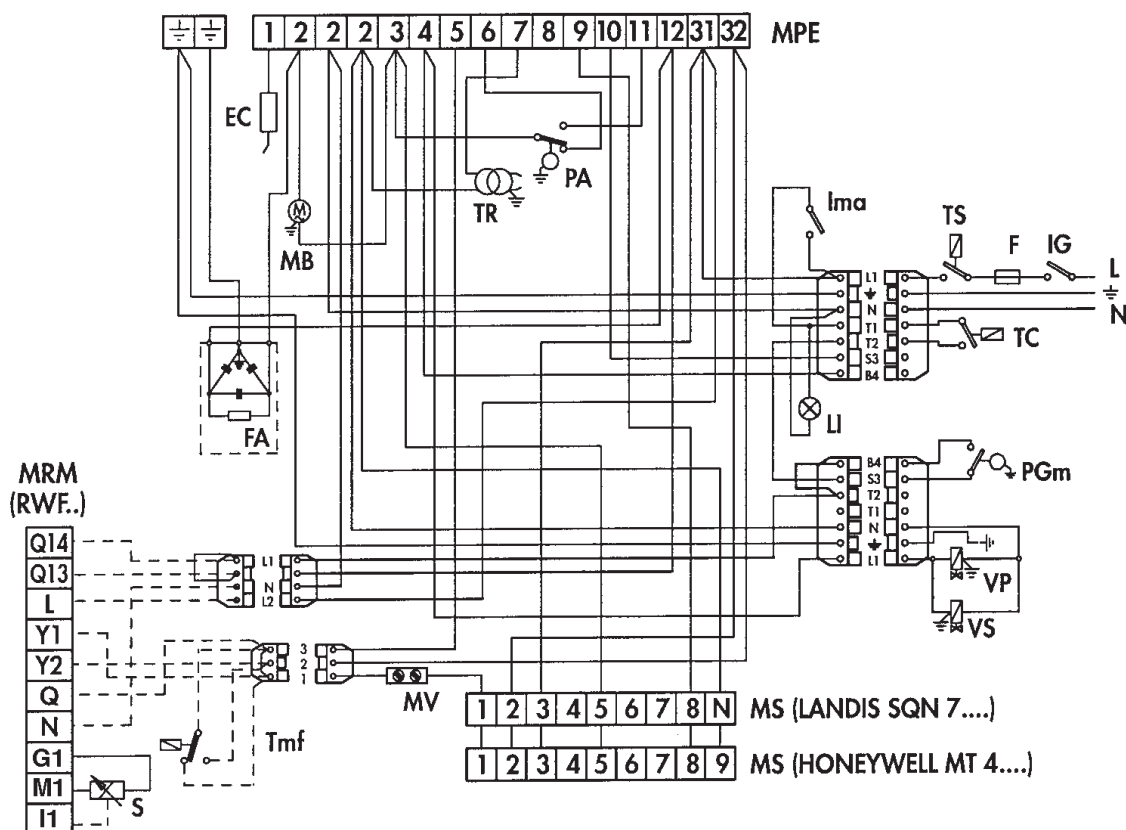 1 2 2 2 3 4 5 6 7 8 9 10 11 12 31 32 MPE
EC
M
MB
TR
PA
Ima
TS
F
IG
L
N
L1
N
T1
T2
S3
B4
TC
LI
FA
B4
S3
T2
T1
N
L1
PGm
VP
VS
MRM
(RWF..)
Q14
Q13
L
Y1
Y2
Q
N
G1
M1
I1
L1
N
L2
3
2
1
MV
Tmf
S
1 2 3 4 5 6 7 8 N MS (LANDIS SQN 7....)
1 2 3 4 5 6 7 8 9 MS (HONEYWELL MT 4....)